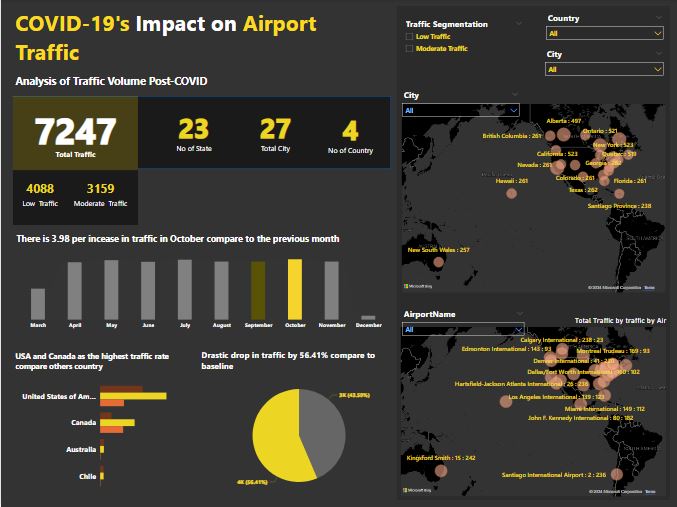 COVID-19's Impact on Airport
Traffic
Analysis of Traffic Volume Post-COVID
7247
Total Traffic
23
No of State
27
Total City
4
No of Country
4088
Low Traffic
3159
Moderate Traffic
There is 3.98 per incease in traffic in October compare to the previous month
March
April
May
June
July
August
September
October
November
December
USA and Canada as the highest traffic rate
compare others country
United States of Am...
Canada
Australia
Chile
Drastic drop in traffic by 56.41% compare to
baseline
3K (43.59%)
4K (56.41%)
Traffic Segmentation
Low Traffic
Moderate Traffic
Country
All
City
All
City
All
Alberta : 497
British Columbia : 261
Ontario : 521
New York : 523
California : 523
Quebec : 519
Nevada : 261
Georgia : 262
Colorado : 261
Hawaii : 261
Florida : 261
Texas : 262
Santiago Province : 238
SOUTH AMERICA
New South Wales : 257
Microsoft Bing
© 2024 Microsoft Corporation Terms
AirportName
All
Total Traffic by traffic by Air
Calgary International : 238 : 23
Edmonton International : 143 : 93
Montreal Trudeau : 169 : 93
Denver International : 41 : 220
Dallas/Fort Worth International : 160 : 102
Hartsfield-Jackson Atlanta International : 26 : 236
Los Angeles International : 139 : 123
Miami International : 149 : 112
John F. Kennedy International : 80 : 182
Kingsford Smith : 15 : 242
Santiago International Airport : 2 : 236
SOUTH AMERICA
Microsoft Bing
© 2024 Microsoft Corporation Terms